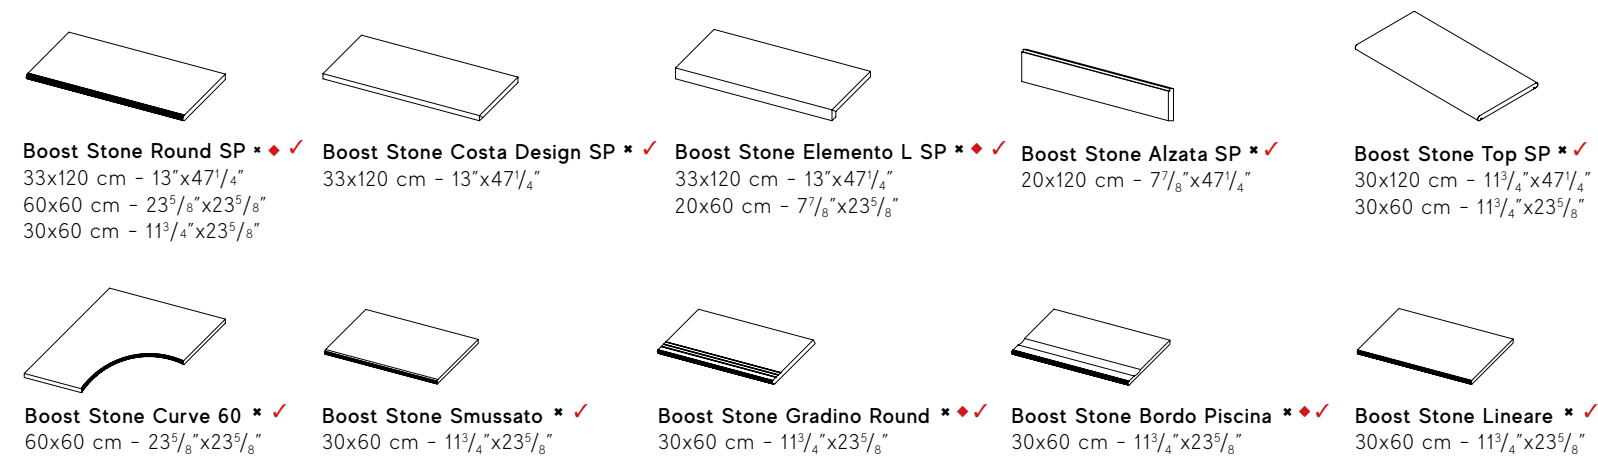 Boost Stone Round SP ✖ ◆ ✓
33x120 cm - 13"x47¹/₄"
60x60 cm - 23⁵/₈"x23⁵/₈"
30x60 cm - 11³/₄"x23⁵/₈"
Boost Stone Costa Design SP ✖ ✓
33x120 cm - 13"x47¹/₄"
Boost Stone Elemento L SP ✖ ◆ ✓
33x120 cm - 13"x47¹/₄"
20x60 cm - 7⁷/₈"x23⁵/₈"
Boost Stone Alzata SP ✖ ✓
20x120 cm - 7⁷/₈"x47¹/₄"
Boost Stone Top SP ✖ ✓
30x120 cm - 11³/₄"x47¹/₄"
30x60 cm - 11³/₄"x23⁵/₈"
Boost Stone Curve 60 ✖ ✓
60x60 cm - 23⁵/₈"x23⁵/₈"
Boost Stone Smussato ✖ ✓
30x60 cm - 11³/₄"x23⁵/₈"
Boost Stone Gradino Round ✖ ◆ ✓
30x60 cm - 11³/₄"x23⁵/₈"
Boost Stone Bordo Piscina ✖ ◆ ✓
30x60 cm - 11³/₄"x23⁵/₈"
Boost Stone Lineare ✖ ✓
30x60 cm - 11³/₄"x23⁵/₈"